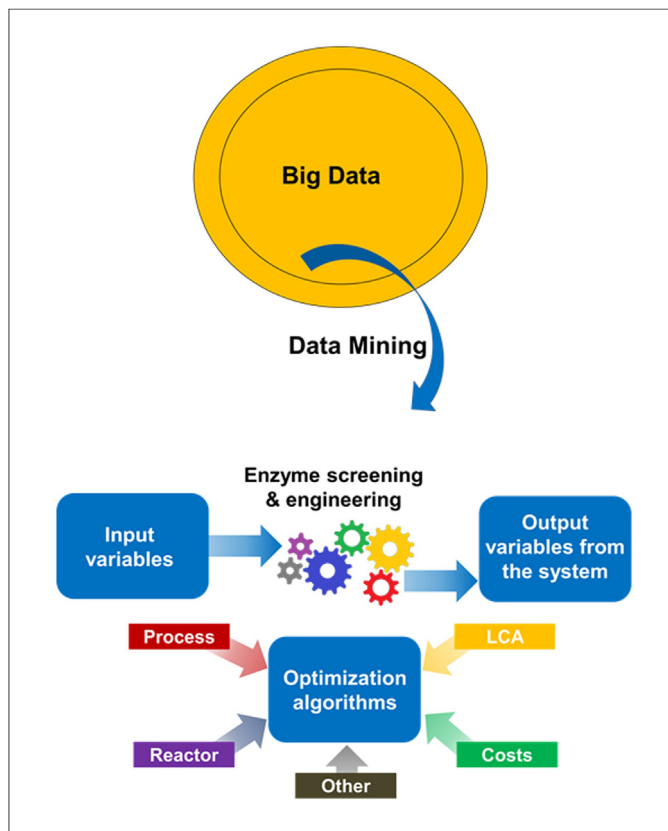 Big Data
Data Mining
Enzyme screening
& engineering
Input
variables
Output
variables from
the system
Process
LCA
Optimization
algorithms
Reactor
Costs
Other